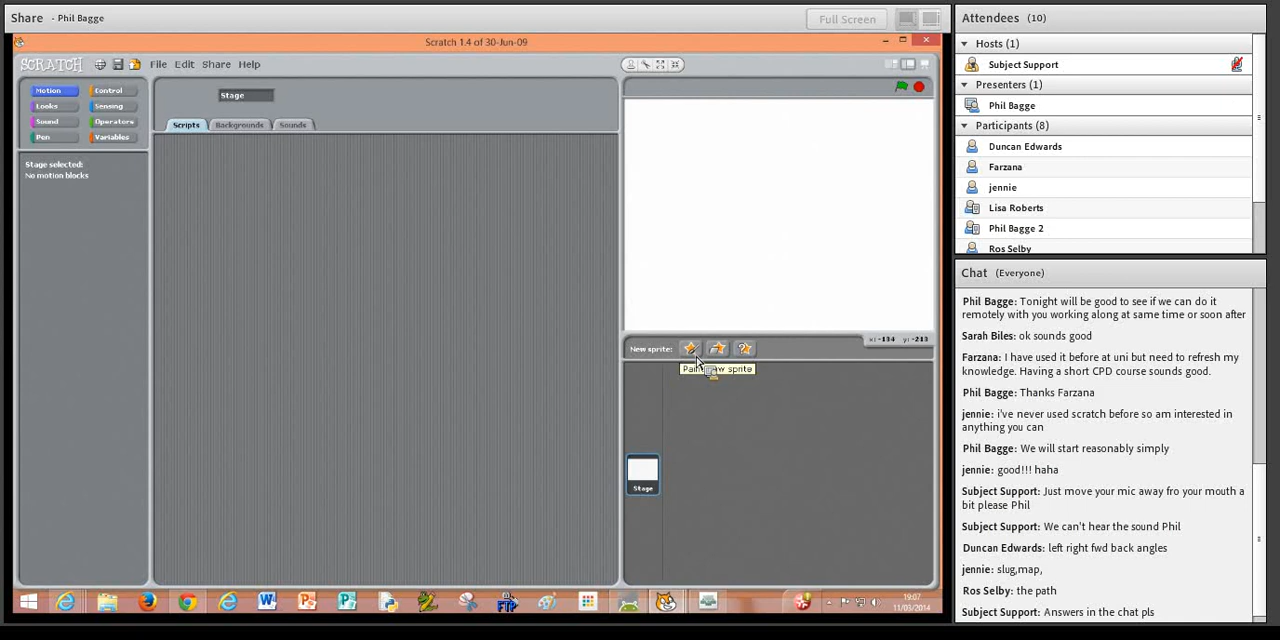 Share - Phil Bagge
Full Screen
Scratch 1.4 of 30-Jun-09
SCRATCH
File Edit Share Help
Motion Control
Looks Sensing
Sound Operators
Pen Variables
Stage selected:
No motion blocks
Stage
Scripts Backgrounds Sounds
x: -134 y: -213
New sprite:
sprite
Stage
FTP
19:07
11/03/2014
Attendees (10)
Hosts (1)
Subject Support
Presenters (1)
Phil Bagge
Participants (8)
Duncan Edwards
Farzana
jennie
Lisa Roberts
Phil Bagge 2
Ros Selby
Chat (Everyone)
Phil Bagge: Tonight will be good to see if we can do it
remotely with you working along at same time or soon after
Sarah Biles: ok sounds good
Farzana: I have used it before at uni but need to refresh my
knowledge. Having a short CPD course sounds good.
Phil Bagge: Thanks Farzana
jennie: i've never used scratch before so am interested in
anything you can
Phil Bagge: We will start reasonably simply
jennie: good!!! haha
Subject Support: Just move your mic away fro your mouth a
bit please Phil
Subject Support: We can't hear the sound Phil
Duncan Edwards: left right fwd back angles
jennie: slug,map,
Ros Selby: the path
Subject Support: Answers in the chat pls